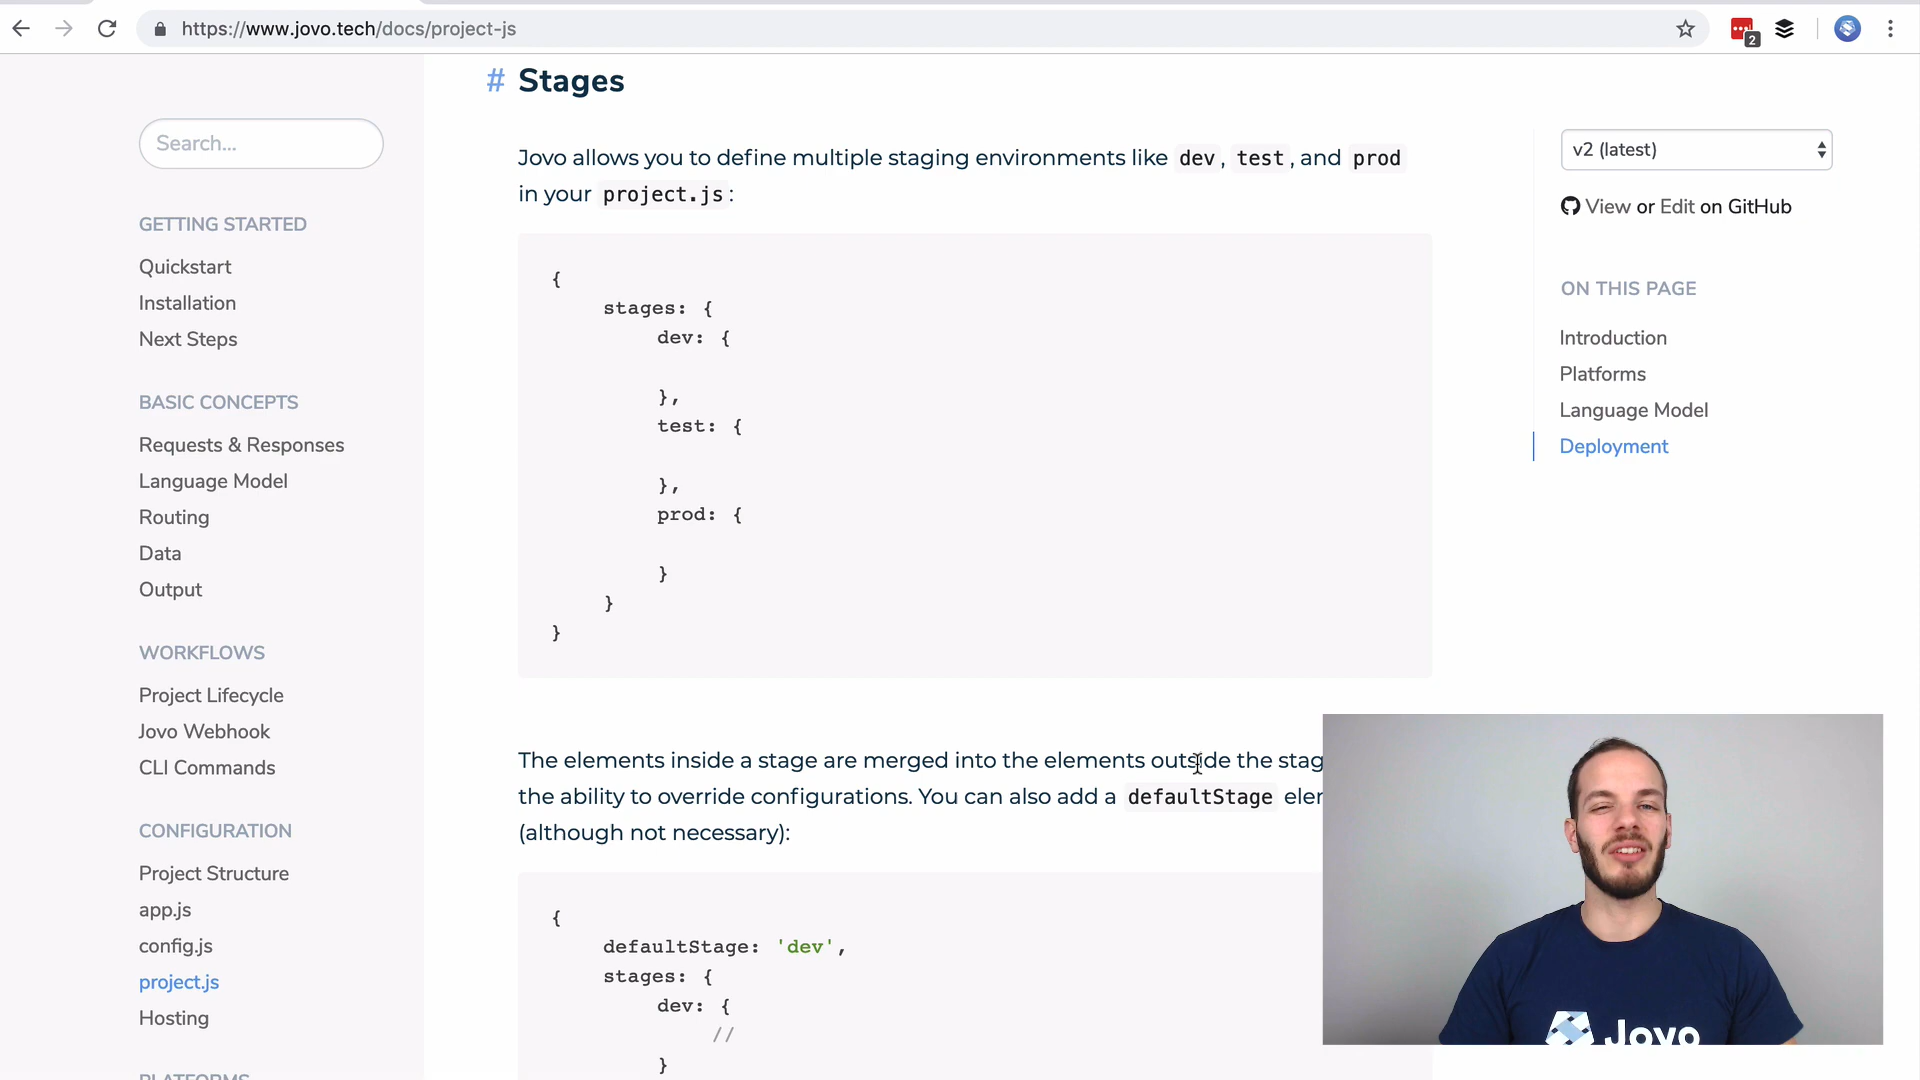 https://www.jovo.tech/docs/project-js
2
# Stages
Search...
GETTING STARTED
Quickstart
Installation
Next Steps
BASIC CONCEPTS
Requests & Responses
Language Model
Routing
Data
Output
WORKFLOWS
Project Lifecycle
Jovo Webhook
CLI Commands
CONFIGURATION
Project Structure
app.js
config.js
project.js
Hosting
PLATFORMS
Jovo allows you to define multiple staging environments like dev, test, and prod
in your project.js:
{
stages: {
dev: {
},
test: {
},
prod: {
}
}
}
The elements inside a stage are merged into the elements outside the stag
the ability to override configurations. You can also add a defaultStage eler
(although not necessary):
{
defaultStage: 'dev',
stages: {
dev: {
//
}
v2 (latest)
View or Edit on GitHub
ON THIS PAGE
Introduction
Platforms
Language Model
Deployment
Jovo